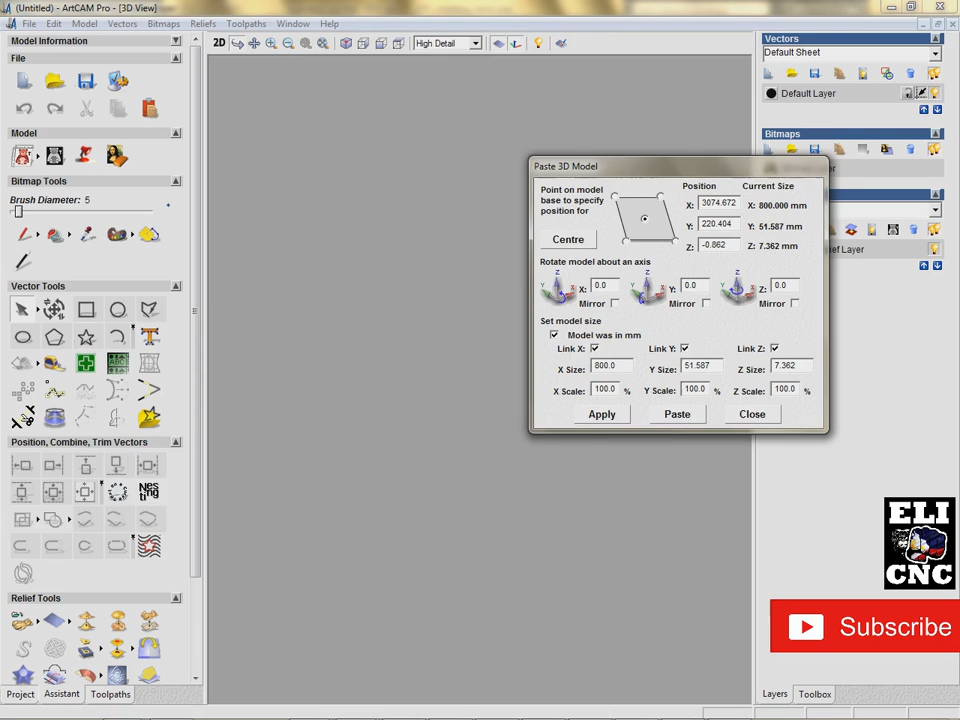 (Untitled) - ArtCAM Pro - [3D View]
File Edit Model Vectors Bitmaps Reliefs Toolpaths Window Help
Model Information
File
Model
Bitmap Tools
Brush Diameter: 5
Vector Tools
ABC
Nes
ting
Position, Combine, Trim Vectors
Relief Tools
Project Assistant Toolpaths
2D
High Detail
Paste 3D Model
Point on model
base to specify
position for
Centre
Position Current Size
X: 3074.672 X: 800.000 mm
Y: 220.404 Y: 51.587 mm
Z: -0.862 Z: 7.362 mm
Rotate model about an axis
X: 0.0 Y: 0.0 Z: 0.0
Mirror Mirror Mirror
Set model size
Model was in mm
Link X: Link Y: Link Z:
X Size: 800.0 Y Size: 51.587 Z Size: 7.362
X Scale: 100.0 % Y Scale: 100.0 % Z Scale: 100.0 %
Apply Paste Close
Vectors
Default Sheet
Default Layer
Bitmaps
ef Layer
Layers Toolbox
ELI
CNC
Subscribe